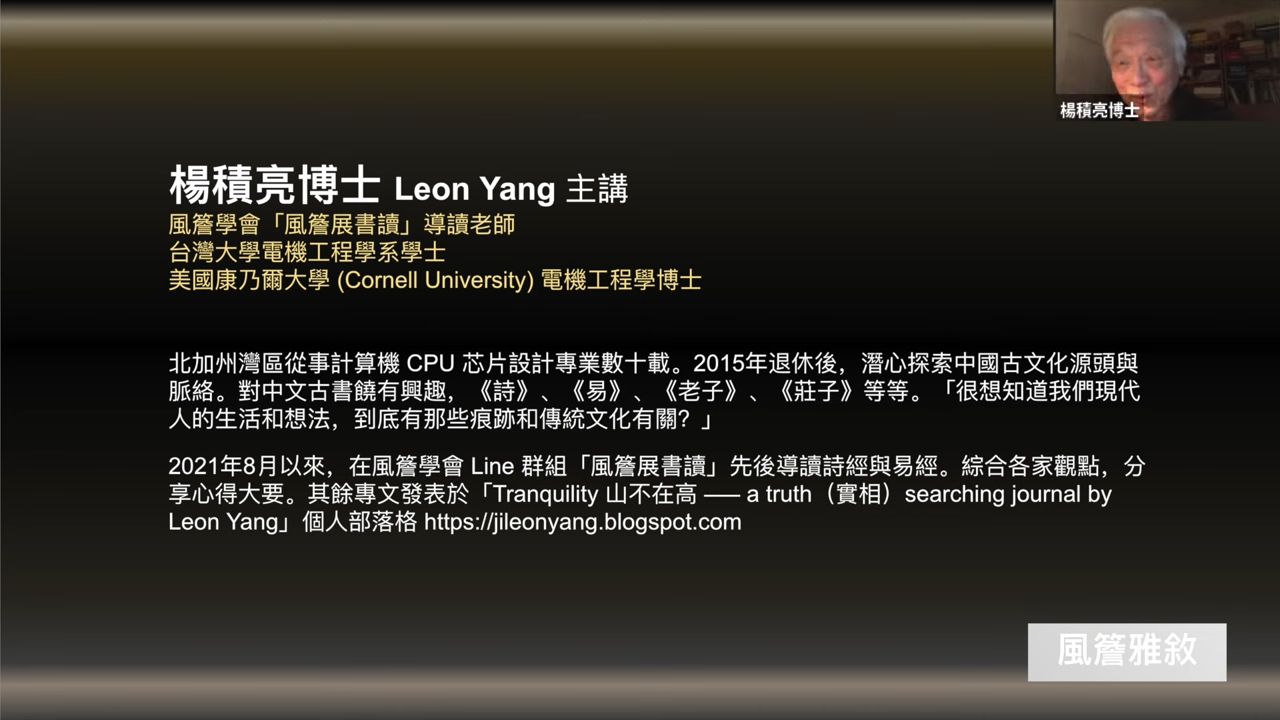 楊積亮博士
楊積亮博士 Leon Yang 主講
風簷學會「風簷展書讀」導讀老師
台灣大學電機工程學系學士
美國康乃爾大學 (Cornell University) 電機工程學博士
北加州灣區從事計算機 CPU 芯片設計專業數十載。2015年退休後，潛心探索中國古文化源頭與
脈絡。對中文古書饒有興趣，《詩》、《易》、《老子》、《莊子》等等。「很想知道我們現代
人的生活和想法，到底有那些痕跡和傳統文化有關？」
2021年8月以來，在風簷學會 Line 群組「風簷展書讀」先後導讀詩經與易經。綜合各家觀點，分
享心得大要。其餘專文發表於「Tranquility 山不在高 —— a truth（實相）searching journal by
Leon Yang」個人部落格 https://jileonyang.blogspot.com
風簷雅敘